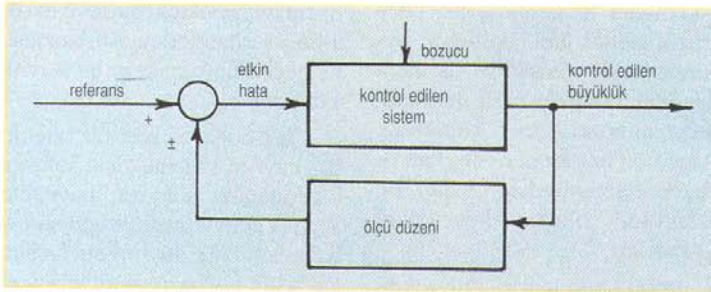 bozucu
referans
etkin
hata
kontrol edilen
sistem
kontrol edilen
büyüklük
+
±
ölçü düzeni